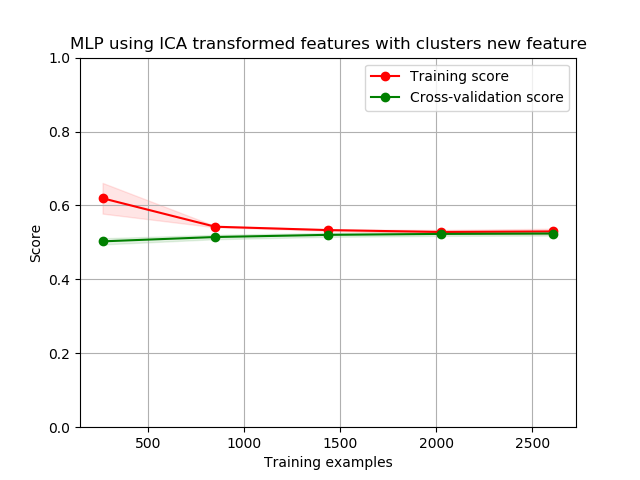 MLP using ICA transformed features with clusters new feature
Training score
Cross-validation score
Score
1.0
0.8
0.6
0.4
0.2
0.0
500
1000
1500
2000
2500
Training examples